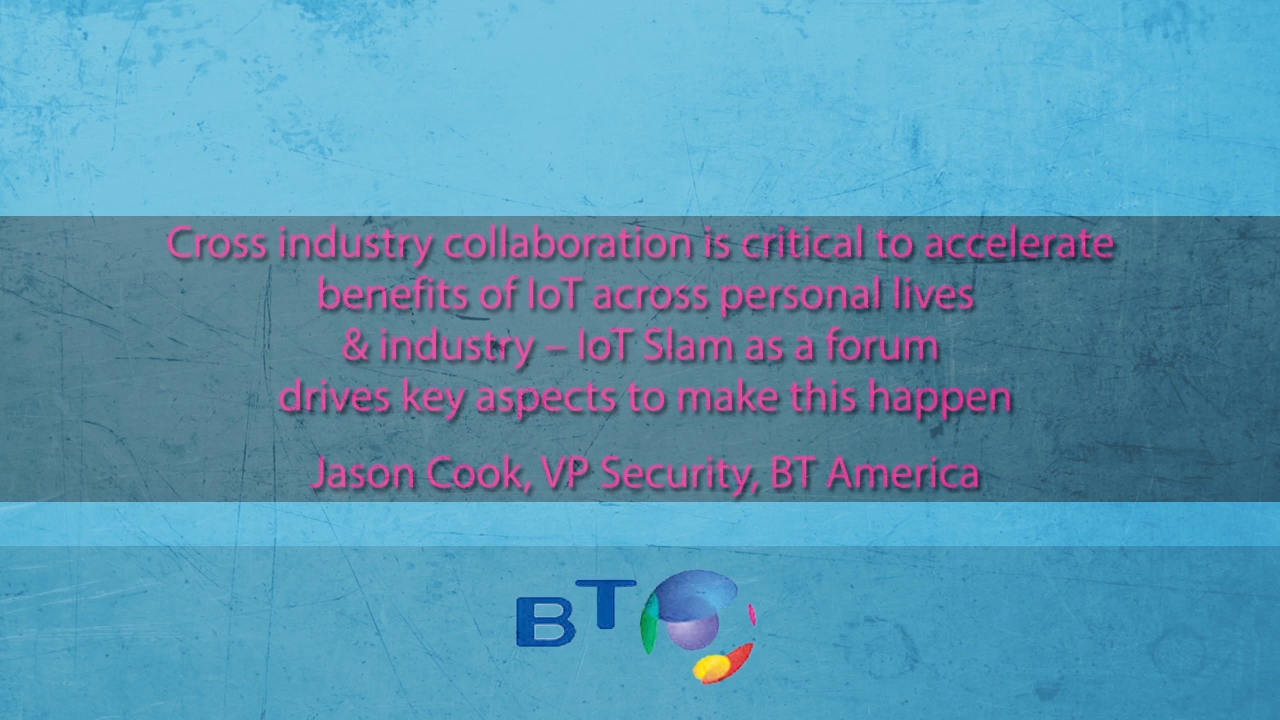 Cross industry collaboration is critical to accelerate
benefits of IoT across personal lives
& industry – IoT Slam as a forum
drives key aspects to make this happen
Jason Cook, VP Security, BT America
BT